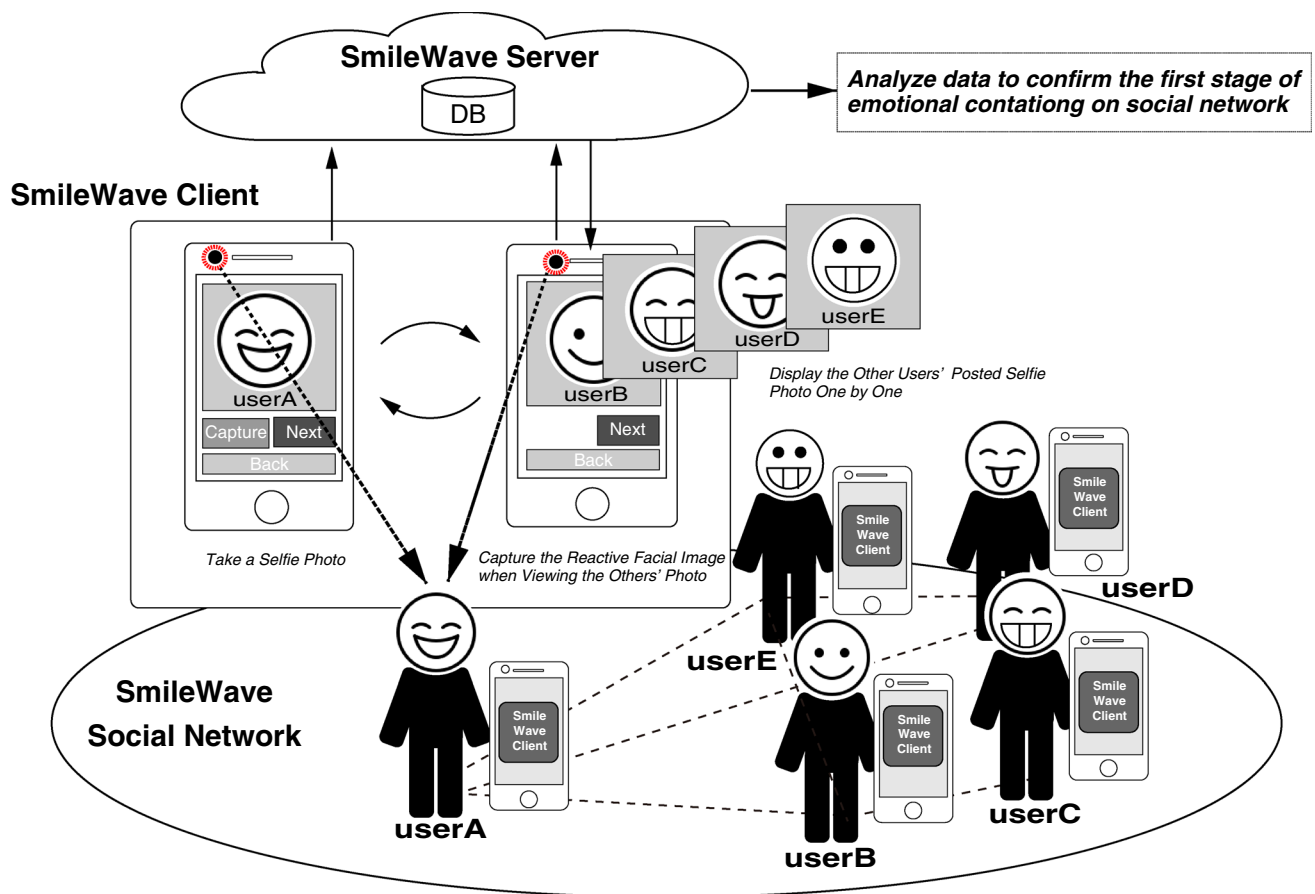 SmileWave Server
DB
Analyze data to confirm the first stage of
emotional contationg on social network
SmileWave Client
userA
Capture
Next
Back
userB
Next
Back
userC
userD
userE
Display the Other Users' Posted Selfie
Photo One by One
Take a Selfie Photo
Capture the Reactive Facial Image
when Viewing the Others' Photo
Smile
Wave
Client
userE
Smile
Wave
Client
userD
SmileWave
Social Network
Smile
Wave
Client
userA
Smile
Wave
Client
userB
Smile
Wave
Client
userC